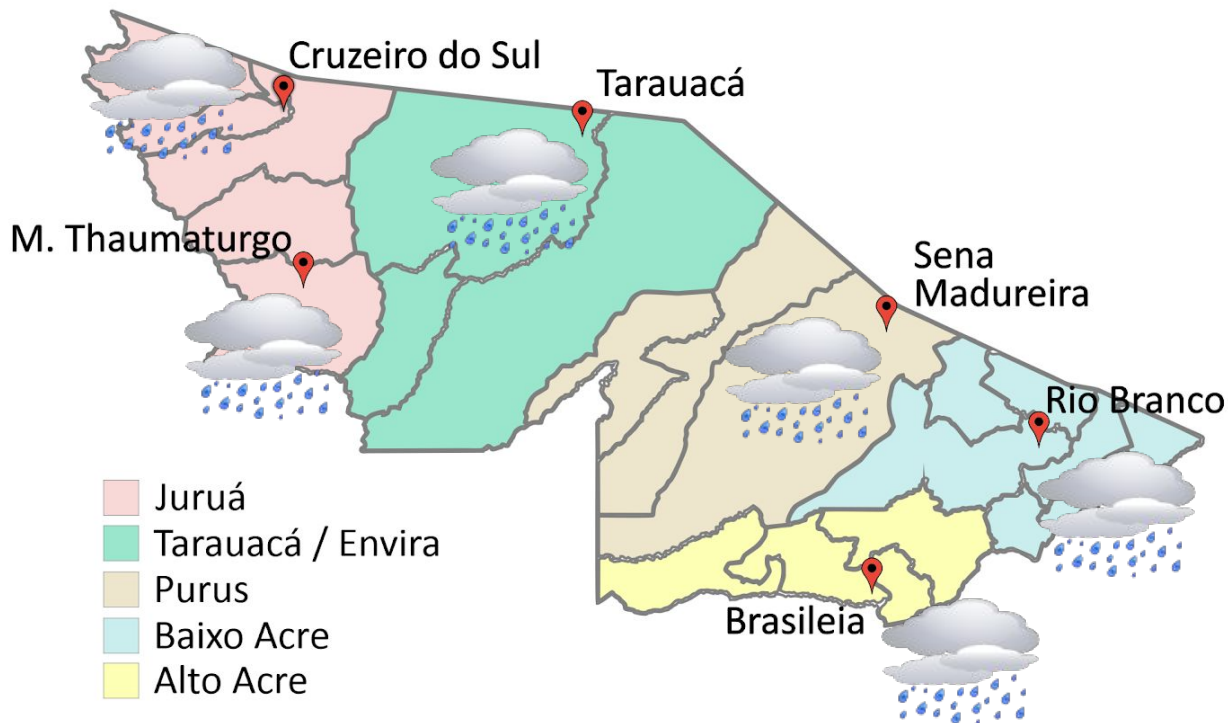 Cruzeiro do Sul
Tarauacá
M. Thaumaturgo
Sena
Madureira
Rio Branco
Brasileia
Juruá
Tarauacá / Envira
Purus
Baixo Acre
Alto Acre